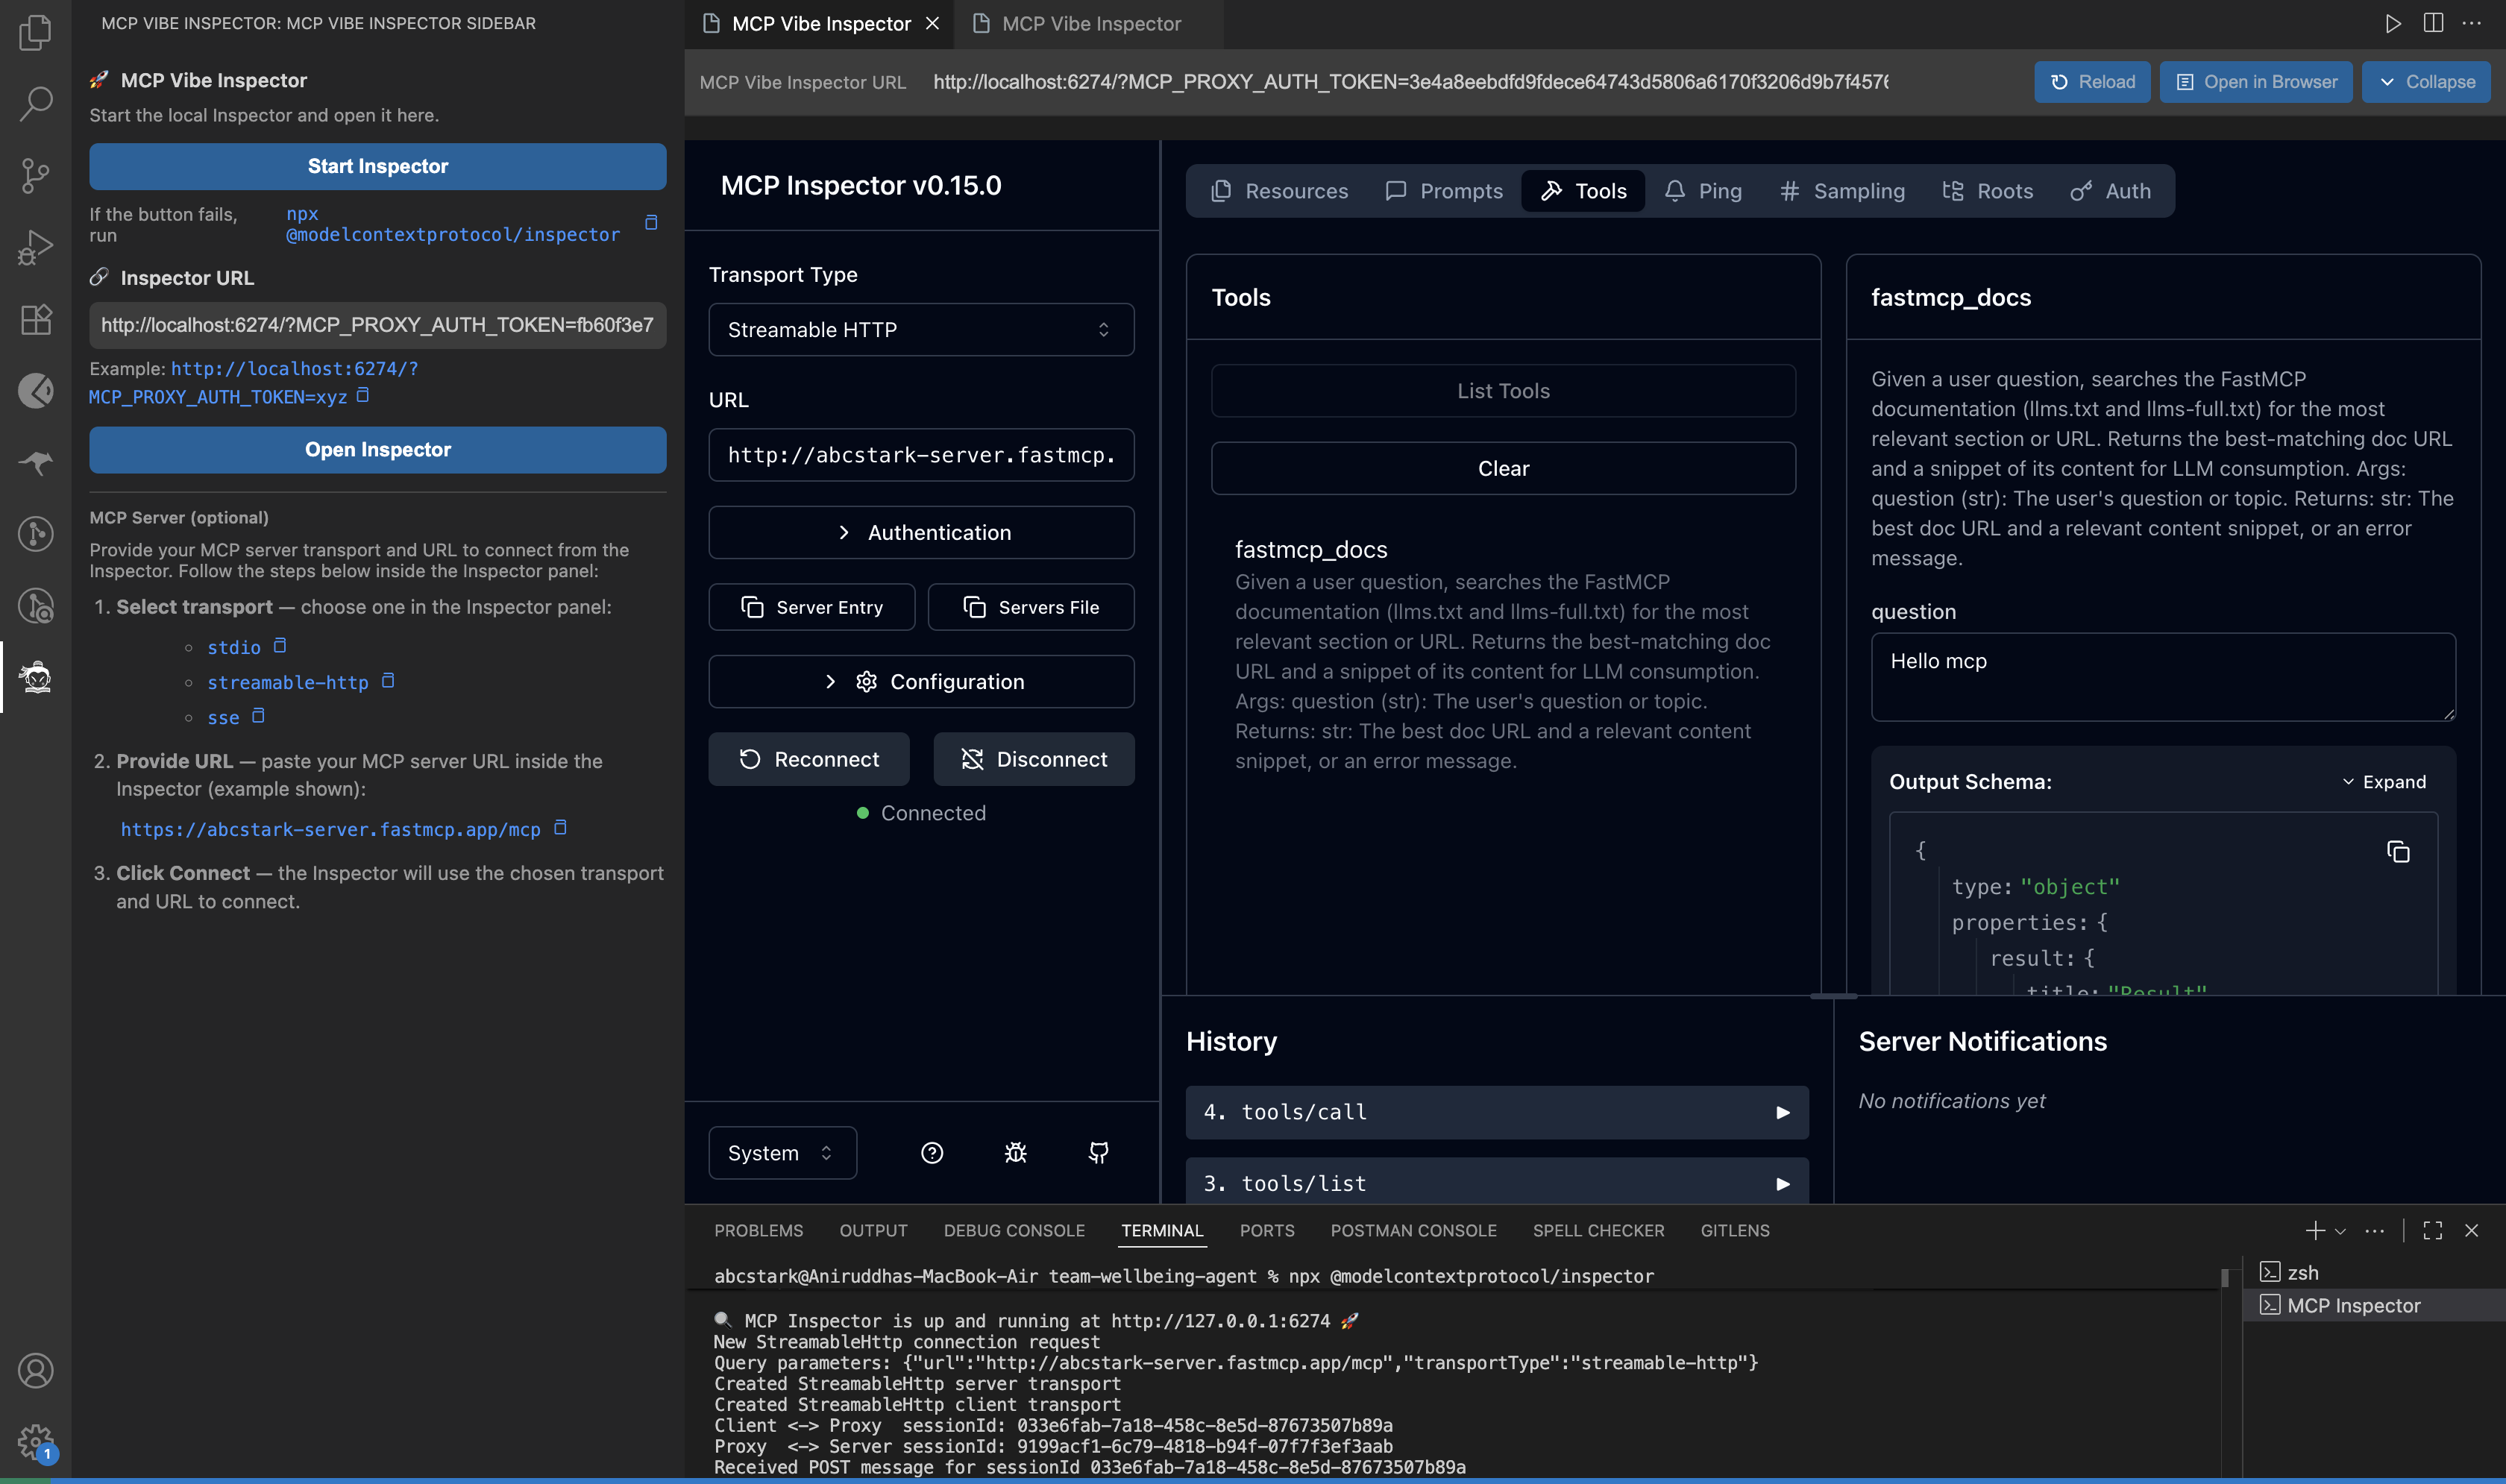 MCP VIBE INSPECTOR: MCP VIBE INSPECTOR SIDEBAR
MCP Vibe Inspector
Start the local Inspector and open it here.
Start Inspector
If the button fails,
run
npx
@modelcontextprotocol/inspector
Inspector URL
http://localhost:6274/?MCP_PROXY_AUTH_TOKEN=fb60f3e7
Example: http://localhost:6274/?
MCP_PROXY_AUTH_TOKEN=xyz
Open Inspector
MCP Server (optional)
Provide your MCP server transport and URL to connect from the
Inspector. Follow the steps below inside the Inspector panel:
1. Select transport — choose one in the Inspector panel:
stdio
streamable-http
sse
2. Provide URL — paste your MCP server URL inside the
Inspector (example shown):
https://abcstark-server.fastmcp.app/mcp
3. Click Connect — the Inspector will use the chosen transport
and URL to connect.
1
MCP Vibe Inspector
MCP Vibe Inspector
MCP Vibe Inspector URL
http://localhost:6274/?MCP_PROXY_AUTH_TOKEN=3e4a8eebdfd9fdece64743d5806a6170f3206d9b7f4576
Reload
Open in Browser
Collapse
MCP Inspector v0.15.0
Transport Type
Streamable HTTP
URL
http://abcstark-server.fastmcp.
Authentication
Server Entry
Servers File
Configuration
Reconnect
Disconnect
Connected
System
Resources
Prompts
Tools
Ping
Sampling
Roots
Auth
Tools
List Tools
Clear
fastmcp_docs
Given a user question, searches the FastMCP
documentation (llms.txt and llms-full.txt) for the most
relevant section or URL. Returns the best-matching doc
URL and a snippet of its content for LLM consumption.
Args: question (str): The user's question or topic.
Returns: str: The best doc URL and a relevant content
snippet, or an error message.
fastmcp_docs
Given a user question, searches the FastMCP
documentation (llms.txt and llms-full.txt) for the most
relevant section or URL. Returns the best-matching doc URL
and a snippet of its content for LLM consumption. Args:
question (str): The user's question or topic. Returns: str: The
best doc URL and a relevant content snippet, or an error
message.
question
Hello mcp
Output Schema:
Expand
{
type: "object"
properties: {
result: {
title: "Result"
History
4. tools/call
3. tools/list
Server Notifications
No notifications yet
PROBLEMS
OUTPUT
DEBUG CONSOLE
TERMINAL
PORTS
POSTMAN CONSOLE
SPELL CHECKER
GITLENS
abcstark@Aniruddhas-MacBook-Air team-wellbeing-agent % npx @modelcontextprotocol/inspector
MCP Inspector is up and running at http://127.0.0.1:6274
New StreamableHttp connection request
Query parameters: {"url":"http://abcstark-server.fastmcp.app/mcp","transportType":"streamable-http"}
Created StreamableHttp server transport
Created StreamableHttp client transport
Client <-> Proxy  sessionId: 033e6fab-7a18-458c-8e5d-87673507b89a
Proxy  <-> Server sessionId: 9199acf1-6c79-4818-b94f-07f7f3ef3aab
Received POST message for sessionId 033e6fab-7a18-458c-8e5d-87673507b89a
zsh
MCP Inspector